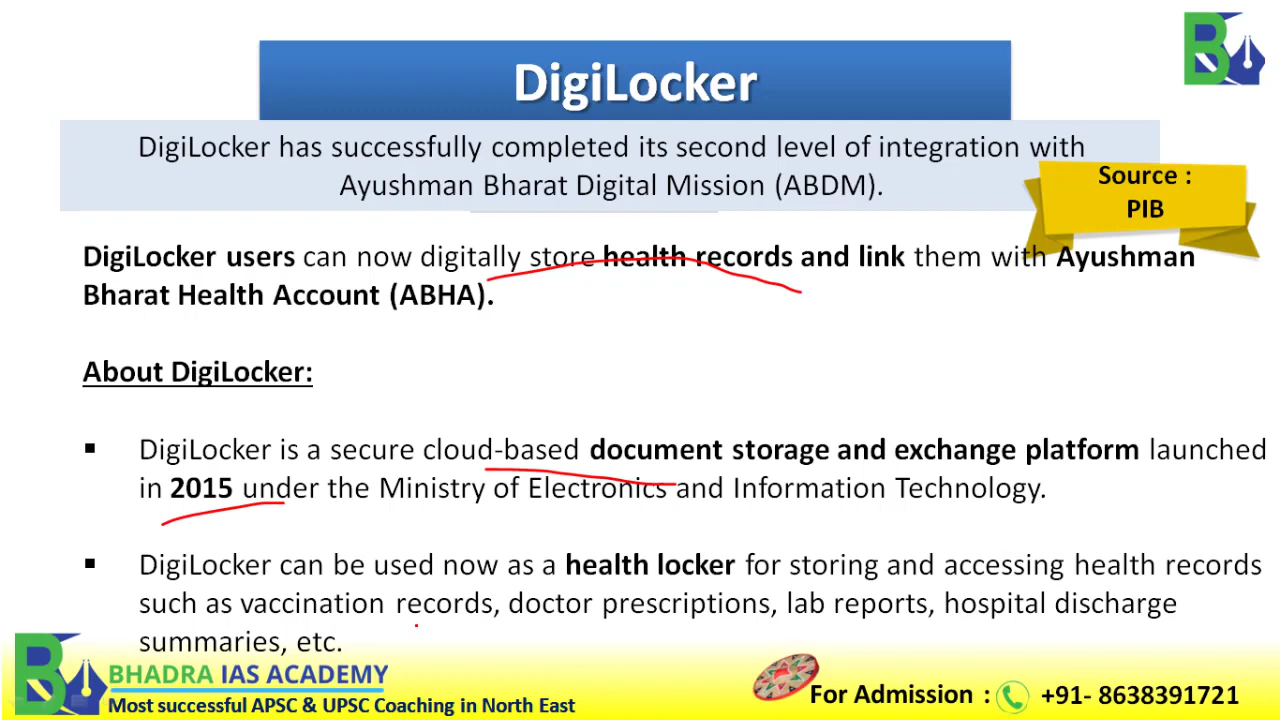 DigiLocker
DigiLocker has successfully completed its second level of integration with
Ayushman Bharat Digital Mission (ABDM).
Source :
PIB
DigiLocker users can now digitally store health records and link them with Ayushman
Bharat Health Account (ABHA).
About DigiLocker:
▪ DigiLocker is a secure cloud-based document storage and exchange platform launched
in 2015 under the Ministry of Electronics and Information Technology.
▪ DigiLocker can be used now as a health locker for storing and accessing health records
such as vaccination records, doctor prescriptions, lab reports, hospital discharge
summaries, etc.
BHADRA IAS ACADEMY
Most successful APSC & UPSC Coaching in North East
For Admission : +91- 8638391721